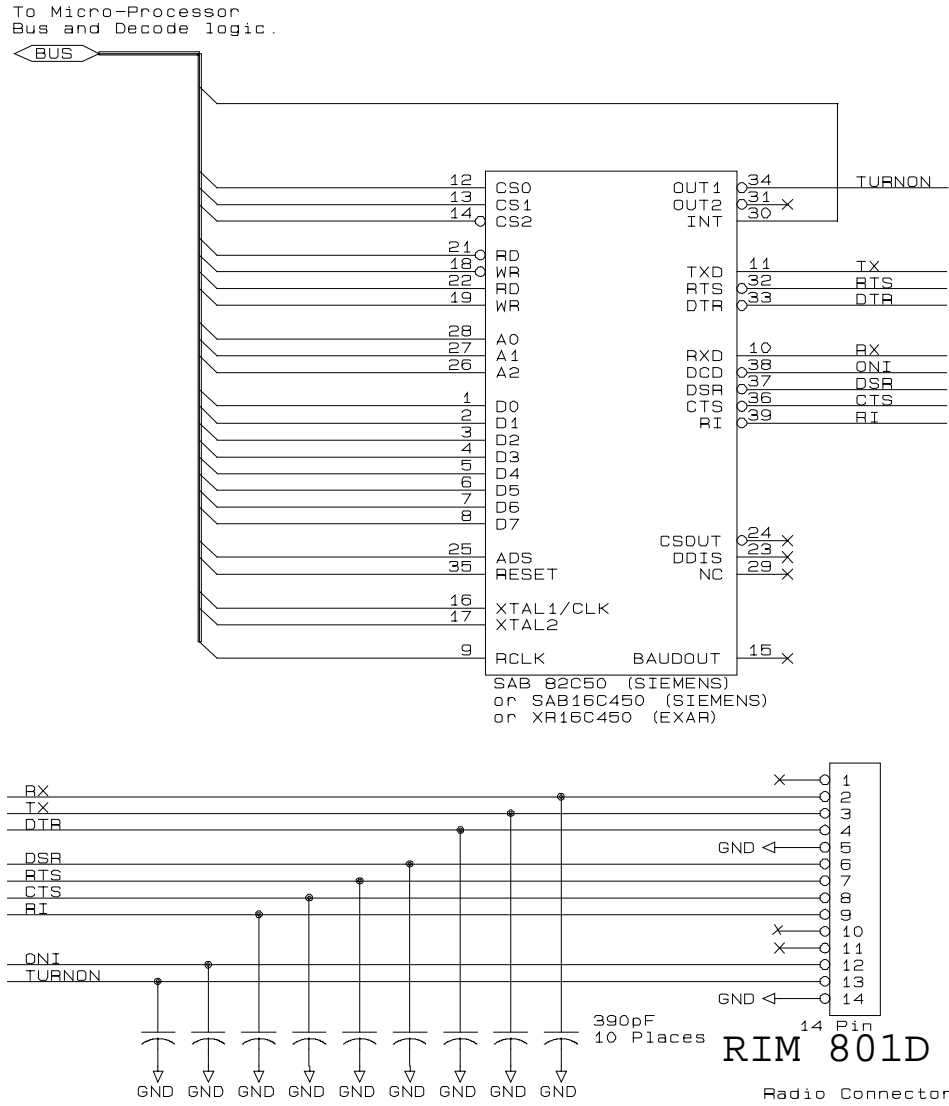 To Micro-Processor
Bus and Decode logic.
BUS
12 CS0 OUT1 34 TURNON
13 CS1 OUT2 31
14 CS2 INT 30
21 RD
18 WR TXD 11 TX
22 RD RTS 32 RTS
19 WR DTR 33 DTR
28 A0
27 A1 RXD 10 RX
26 A2 DCD 38 ONI
DSR 37 DSR
1 D0 CTS 36 CTS
2 D1 RI 39 RI
3 D2
4 D3
5 D4
6 D5
7 D6
8 D7
CSOUT 24
25 ADS DDIS 23
35 RESET NC 29
16 XTAL1/CLK
17 XTAL2
9 RCLK BAUDOUT 15
SAB 82C50 (SIEMENS)
or SAB16C450 (SIEMENS)
or XR16C450 (EXAR)
1
RX 2
TX 3
DTR 4
GND 5
DSR 6
RTS 7
CTS 8
RI 9
10
11
ONI 12
TURNON 13
GND 14
390pF
10 Places
14 Pin
RIM 801D
GND GND GND GND GND GND GND GND GND
Radio Connector